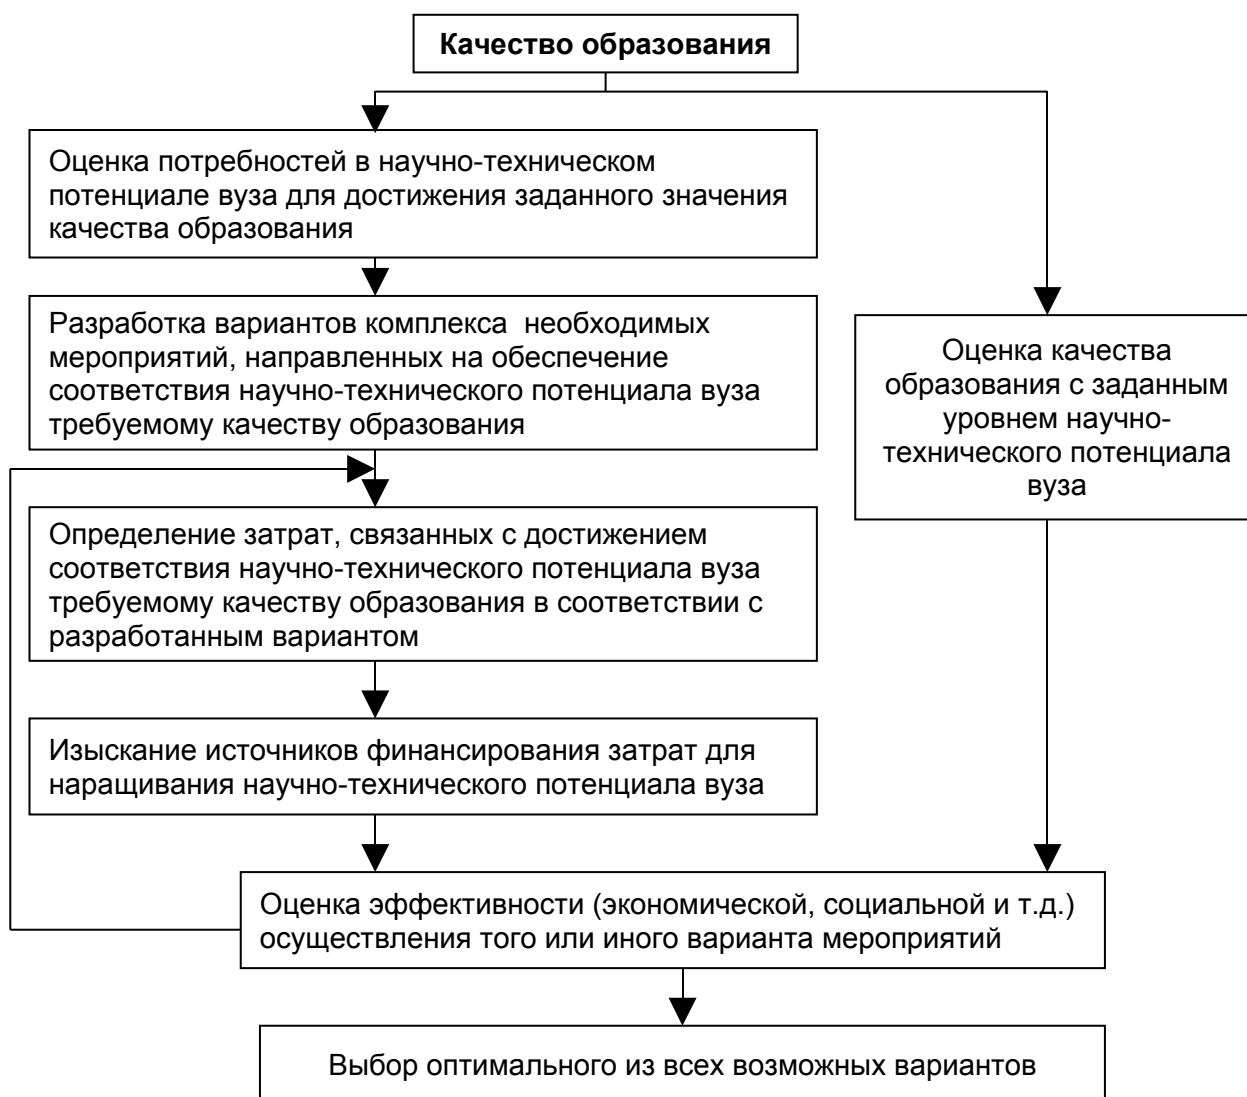 Качество образования
Оценка потребностей в научно-техническом
потенциале вуза для достижения заданного значения
качества образования
Разработка вариантов комплекса необходимых
мероприятий, направленных на обеспечение
соответствия научно-технического потенциала вуза
требуемому качеству образования
Оценка качества
образования с заданным
уровнем научно-
технического потенциала
вуза
Определение затрат, связанных с достижением
соответствия научно-технического потенциала вуза
требуемому качеству образования в соответствии с
разработанным вариантом
Изыскание источников финансирования затрат для
наращивания научно-технического потенциала вуза
Оценка эффективности (экономической, социальной и т.д.)
осуществления того или иного варианта мероприятий
Выбор оптимального из всех возможных вариантов